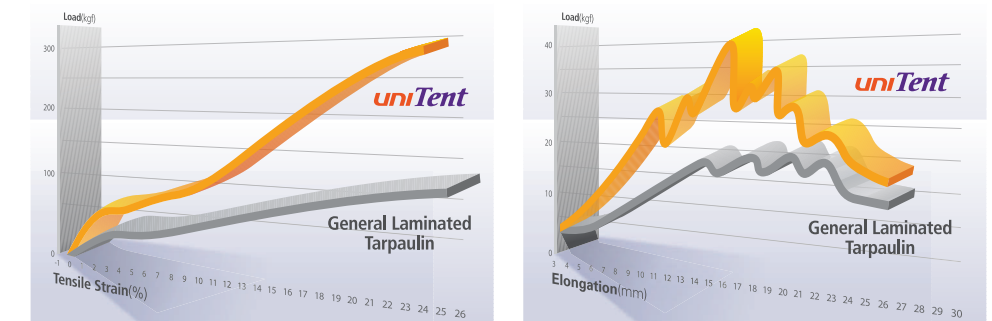 Load(kgf)
300
200
100
0
-1 0 1 2 3 4 5 6 7 8 9 10 11 12 13 14 15 16 17 18 19 20 21 22 23 24 25 26
Tensile Strain(%)
uniTent
General Laminated
Tarpaulin
Load(kgf)
40
30
20
10
0
3 4 5 6 7 8 9 10 11 12 13 14 15 16 17 18 19 20 21 22 23 24 25 26 27 28 29 30
Elongation(mm)
uniTent
General Laminated
Tarpaulin